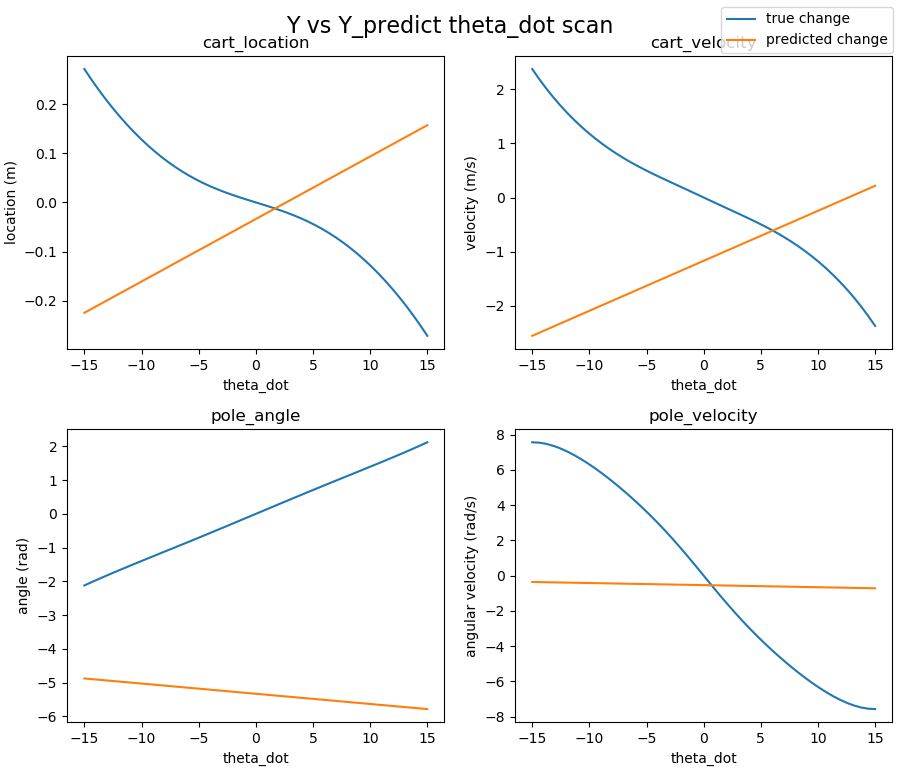 Y vs Y_predict theta_dot scan
true change
predicted change
cart_location
location (m)
0.2
0.1
0.0
−0.1
−0.2
−15 −10 −5 0 5 10 15
theta_dot
cart_velocity
velocity (m/s)
2
1
0
−1
−2
−15 −10 −5 0 5 10 15
theta_dot
pole_angle
angle (rad)
2
1
0
−1
−2
−3
−4
−5
−6
−15 −10 −5 0 5 10 15
theta_dot
pole_velocity
angular velocity (rad/s)
8
6
4
2
0
−2
−4
−6
−8
−15 −10 −5 0 5 10 15
theta_dot